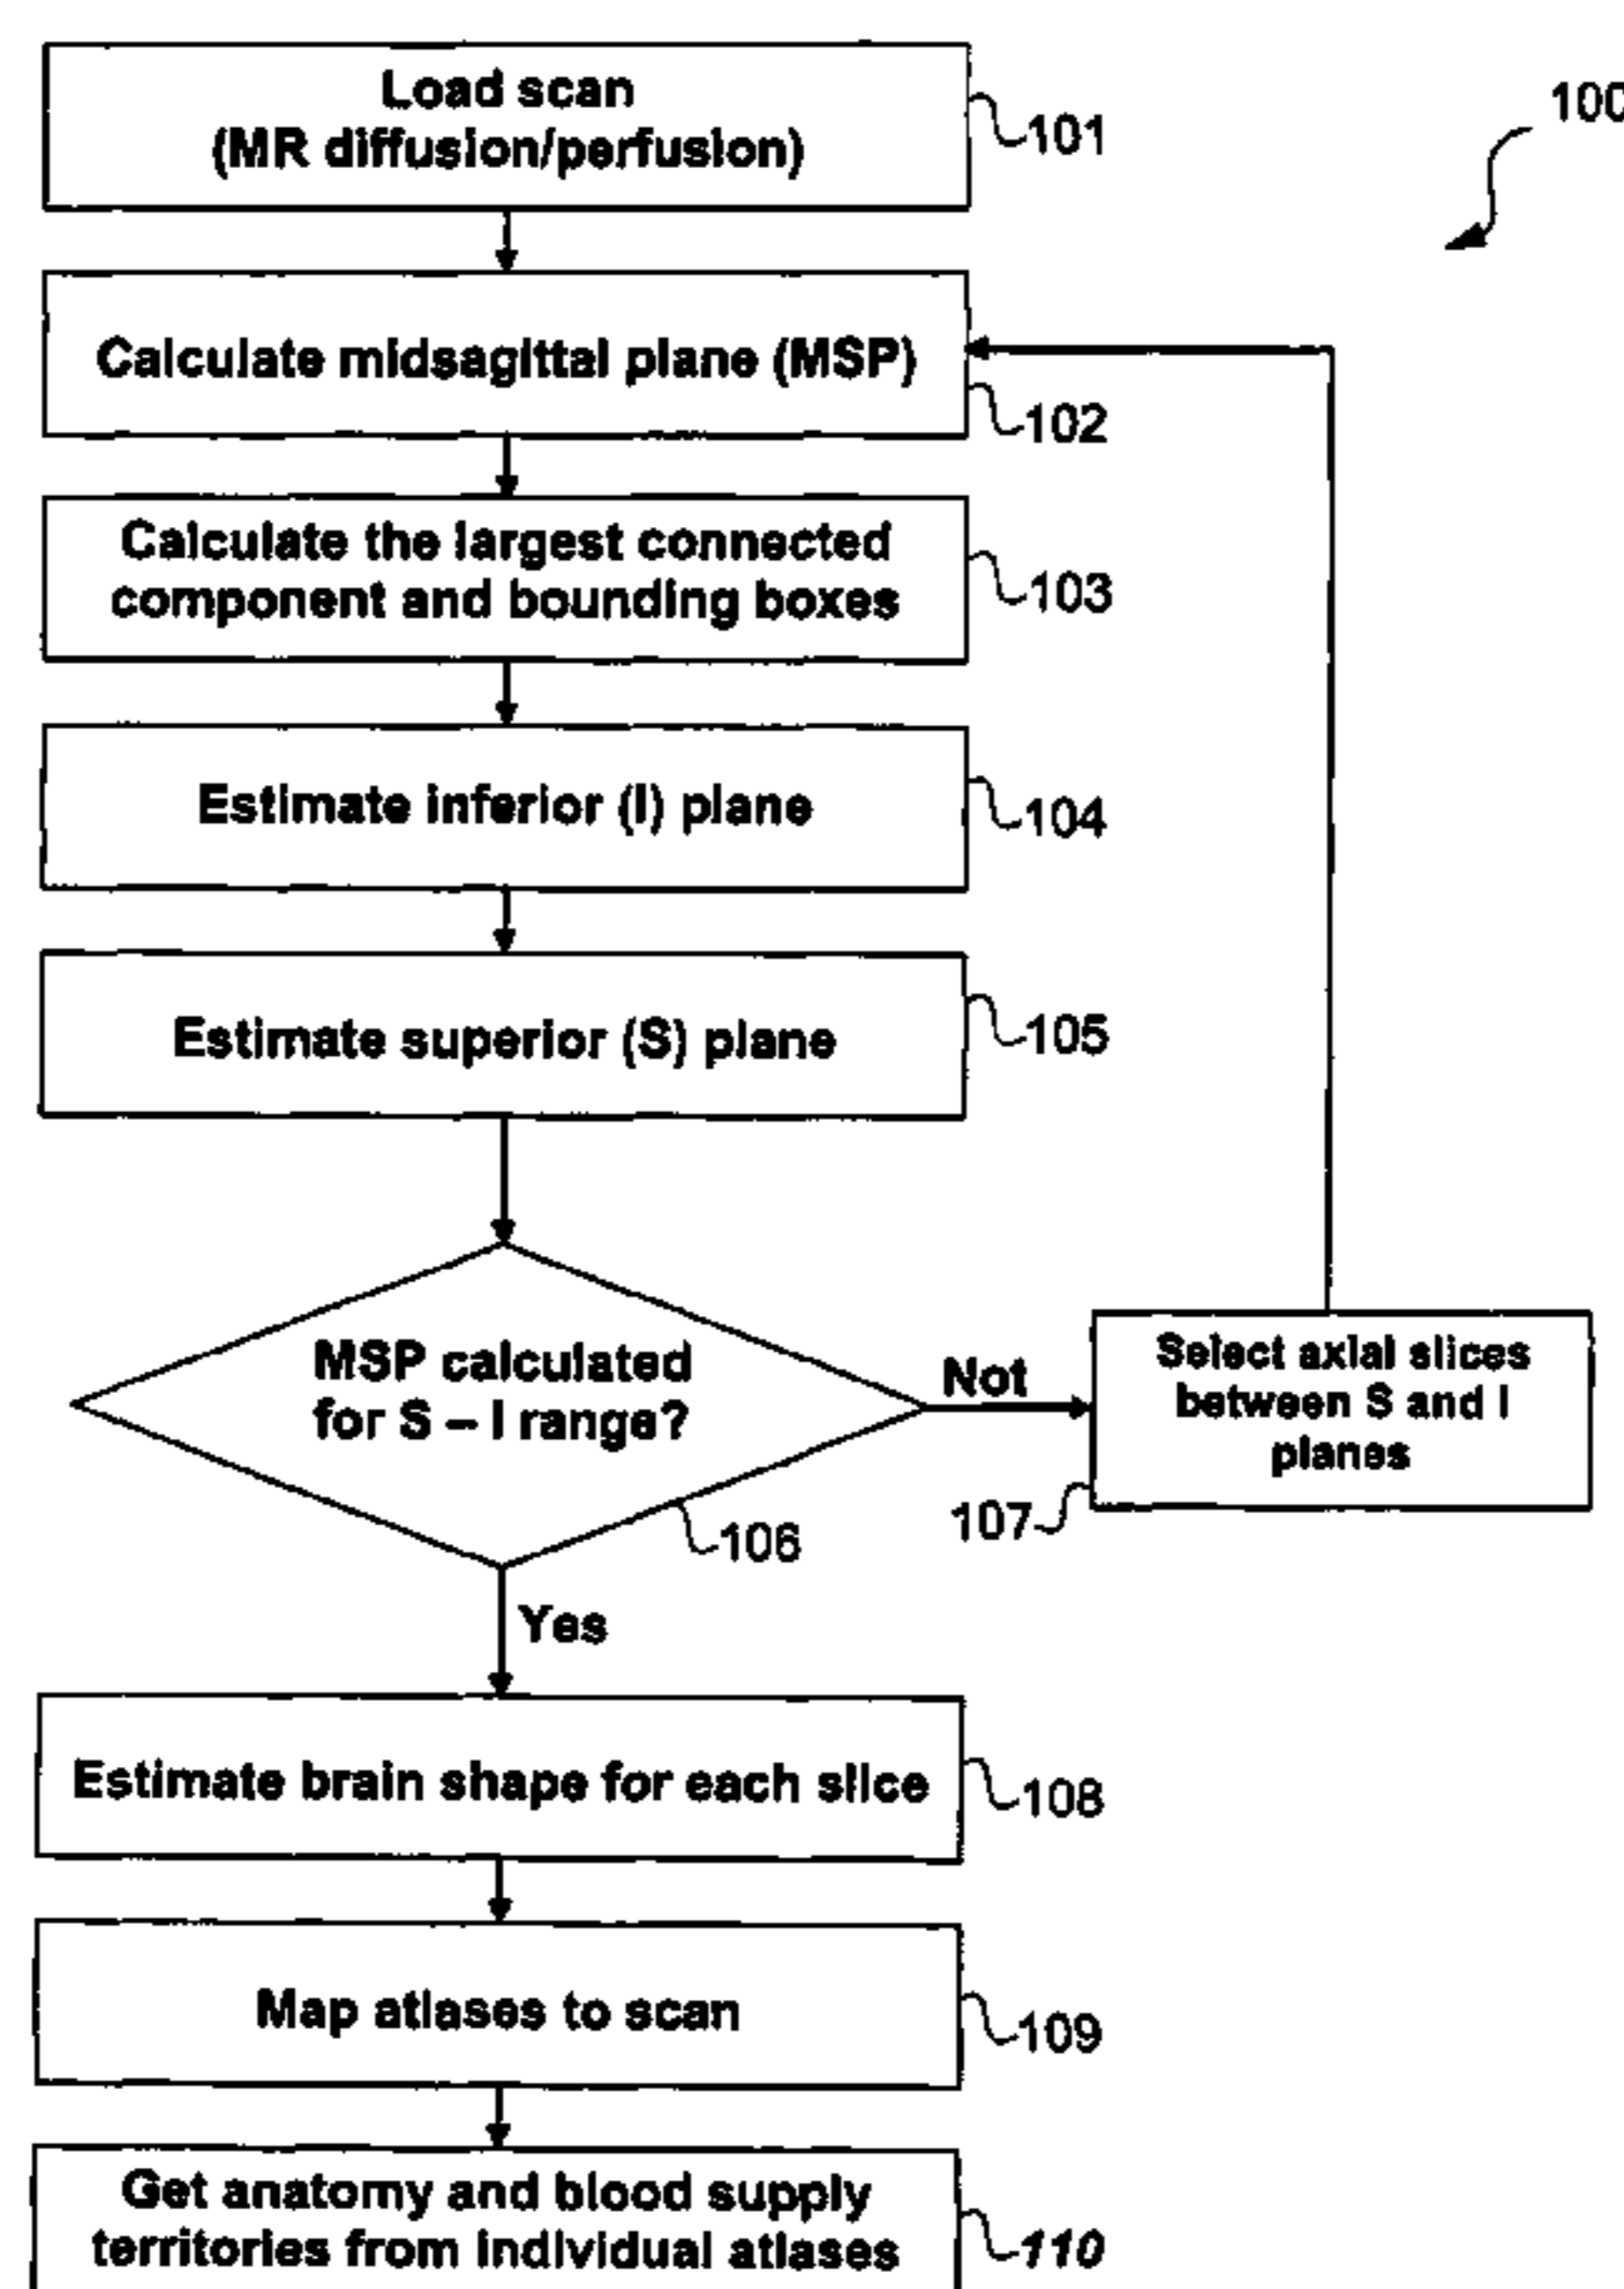 Load scan
(MR diffusion/perfusion)
101
100
Calculate midsagittal plane (MSP)
102
Calculate the largest connected
component and bounding boxes
103
Estimate inferior (I) plane
104
Estimate superior (S) plane
105
MSP calculated
for S – I range?
106
Not
Select axial slices
between S and I
planes
107
Yes
Estimate brain shape for each slice
108
Map atlases to scan
109
Get anatomy and blood supply
territories from individual atlases
110